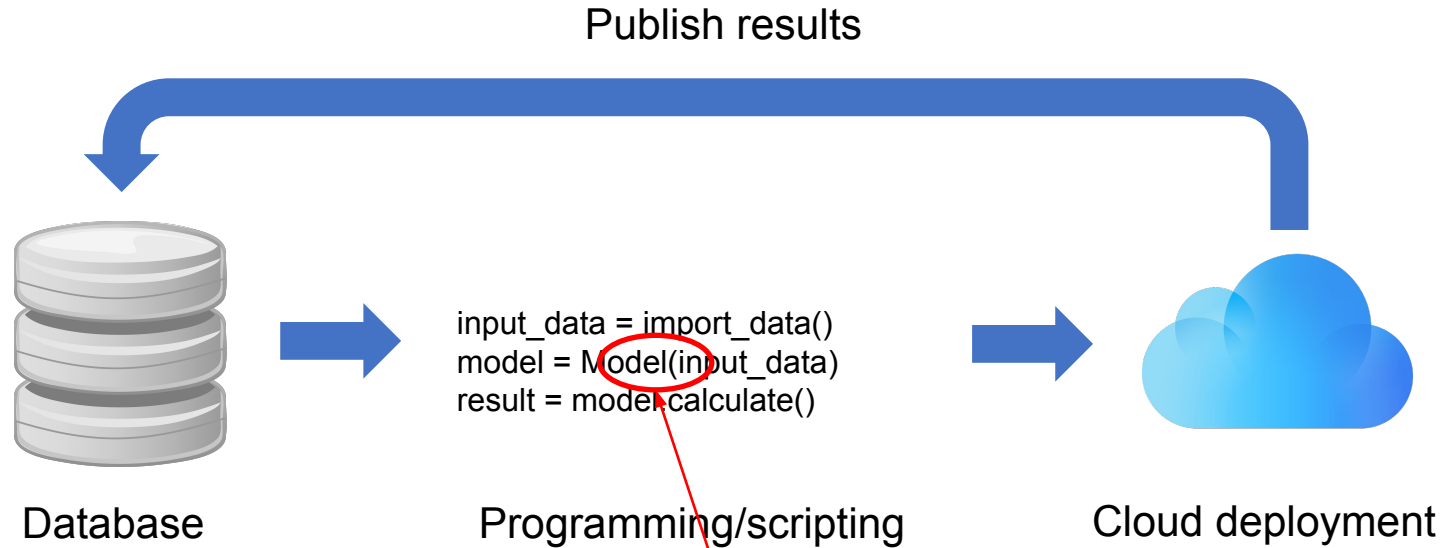 Publish results
input_data = import_data()
model = Model(input_data)
result = model.calculate()
Database
Programming/scripting
Cloud deployment